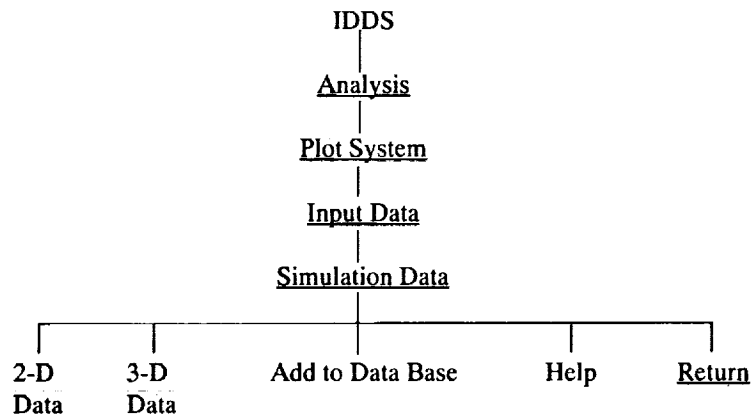 IDDS
Analysis
Plot System
Input Data
Simulation Data
2-D 3-D Add to Data Base Help Return
Data Data